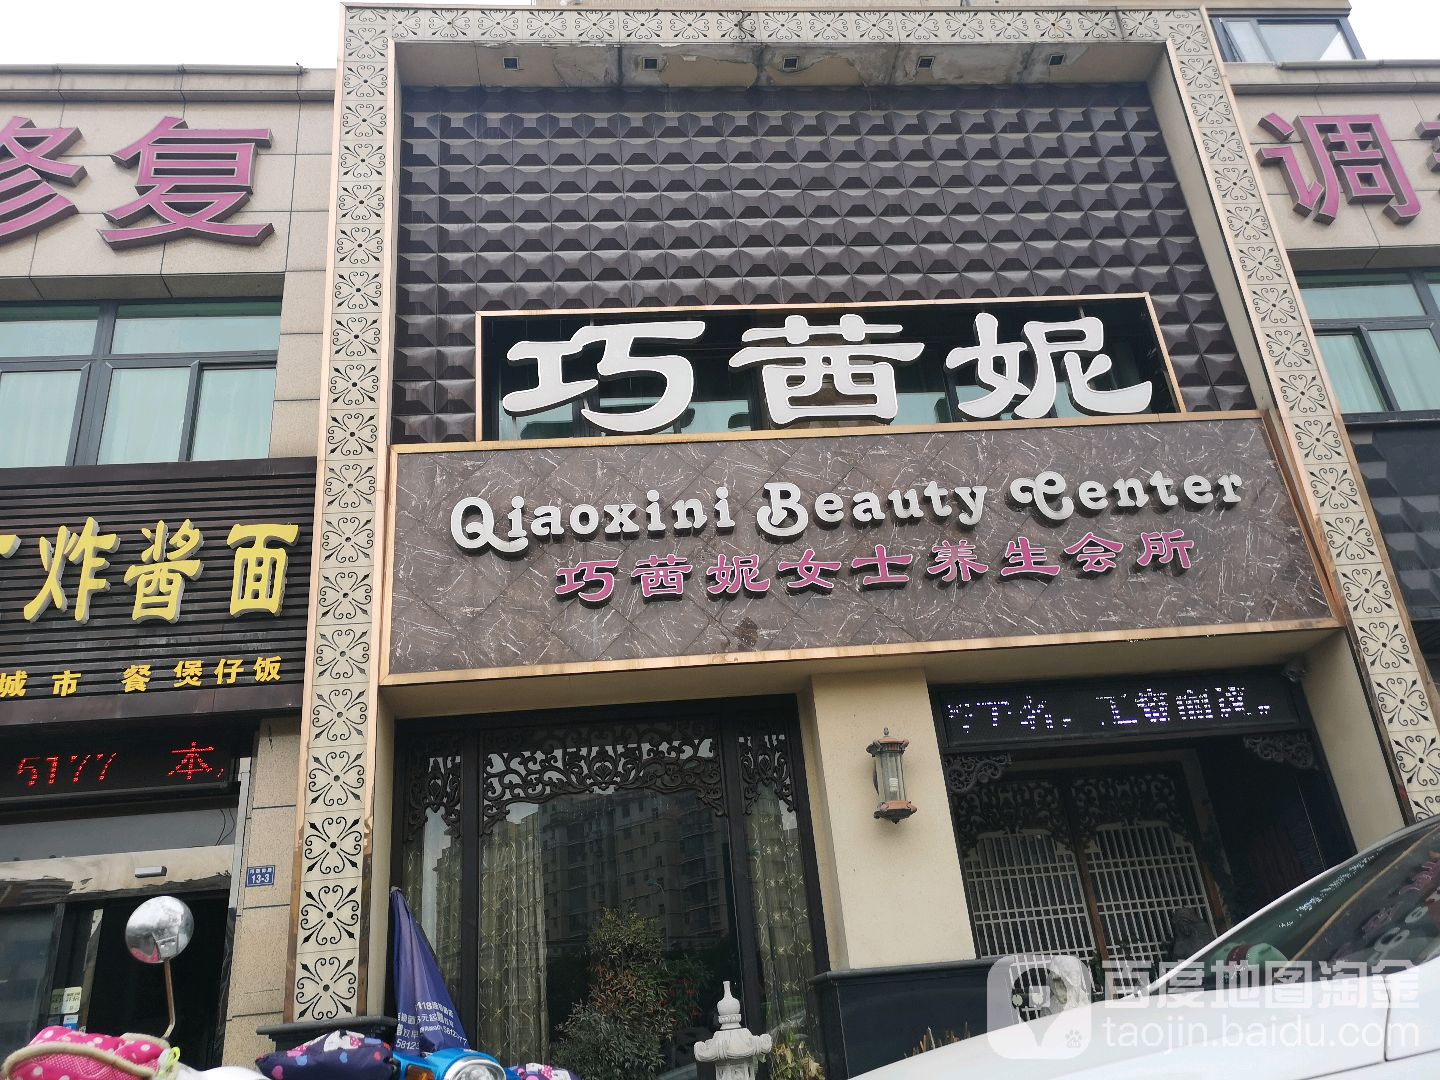 修复
调
巧茜妮
Qiaoxini Beauty Center
巧茜妮女士养生会所
炸酱面
城市 餐 煲仔饭
5177 本
13-3
百度地图淘金
taojin.baidu.com